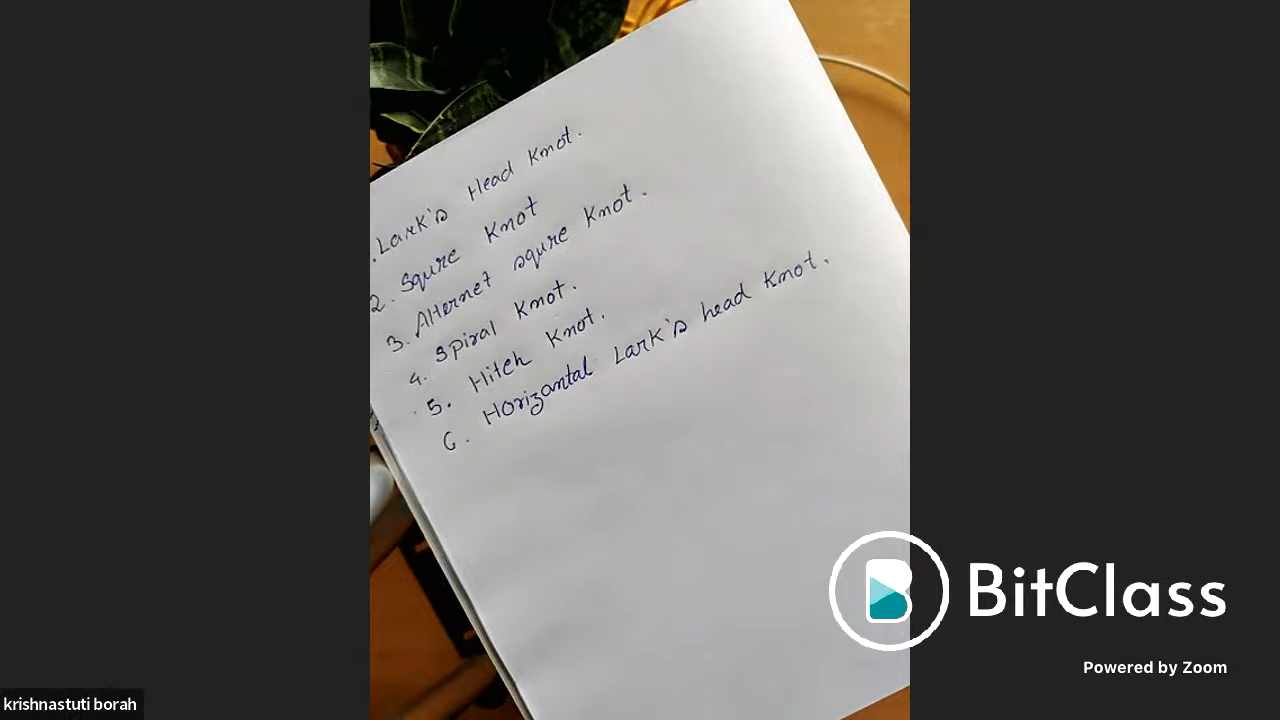 . Lark's Head Knot.
2. Squre Knot
3. Alternet squre Knot.
4. Spiral Knot.
5. Hitch Knot.
6. Horizantal Lark's head Knot.
BitClass
Powered by Zoom
krishnastuti borah